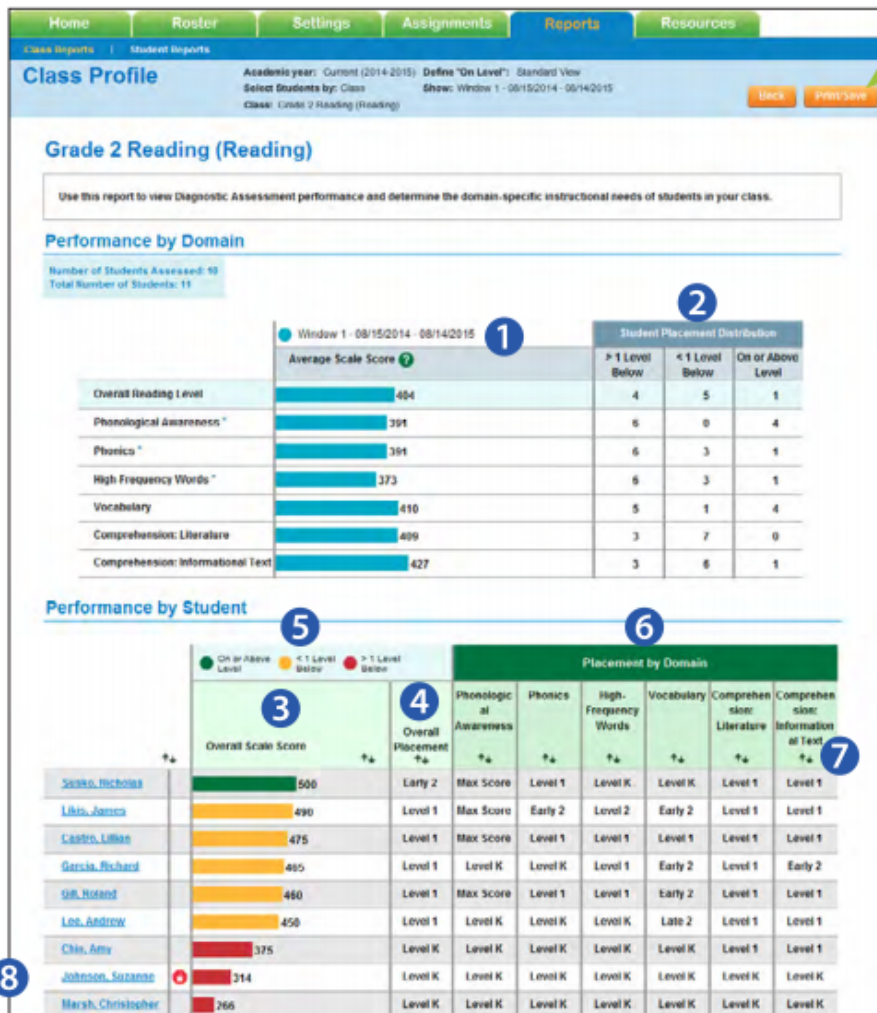 Home Roster Settings Assignments Reports Resources
Class Reports | Student Reports
Class Profile
Academic year: Current (2014-2015) Define "On Level": Standard View
Select Students by: Class Show: Window 1 - 08/15/2014 - 08/14/2015
Class: Grade 2 Reading (Reading)
Back Print/Save
Grade 2 Reading (Reading)
Use this report to view Diagnostic Assessment performance and determine the domain-specific instructional needs of students in your class.
Performance by Domain
Number of Students Assessed: 10
Total Number of Students: 11
2
Window 1 - 08/15/2014 - 08/14/2015 1 Student Placement Distribution
Average Scale Score ? > 1 Level Below < 1 Level Below On or Above Level
Overall Reading Level 404 4 5 1
Phonological Awareness * 391 6 0 4
Phonics * 391 6 3 1
High Frequency Words * 373 6 3 1
Vocabulary 410 5 1 4
Comprehension: Literature 409 3 7 0
Comprehension: Informational Text 427 3 6 1
Performance by Student
5 6
On or Above Level < 1 Level Below > 1 Level Below Placement by Domain
3 4
Overall Scale Score Overall Placement Phonological Awareness Phonics High-Frequency Words Vocabulary Comprehension: Literature Comprehension: Informational Text
7
Susko, Nicholas 500 Early 2 Max Score Level 1 Level K Level K Level 1 Level 1
Likis, James 490 Level 1 Max Score Early 2 Level 2 Early 2 Level 1 Level 1
Castro, Lillian 475 Level 1 Max Score Level 1 Level 1 Level 1 Level 1 Level 1
Garcia, Richard 465 Level 1 Level K Level K Level 1 Early 2 Level 1 Early 2
Gill, Roland 460 Level 1 Max Score Level 1 Level 1 Early 2 Level 1 Level 1
Lee, Andrew 450 Level 1 Level K Level K Level K Late 2 Level 1 Level 1
Chin, Amy 375 Level K Level K Level K Level K Level K Level 1 Level 1
8 Johnson, Suzanne 314 Level K Level K Level K Level K Level K Level K Level K
Marsh, Christopher 266 Level K Level K Level K Level K Level K Level K Level K